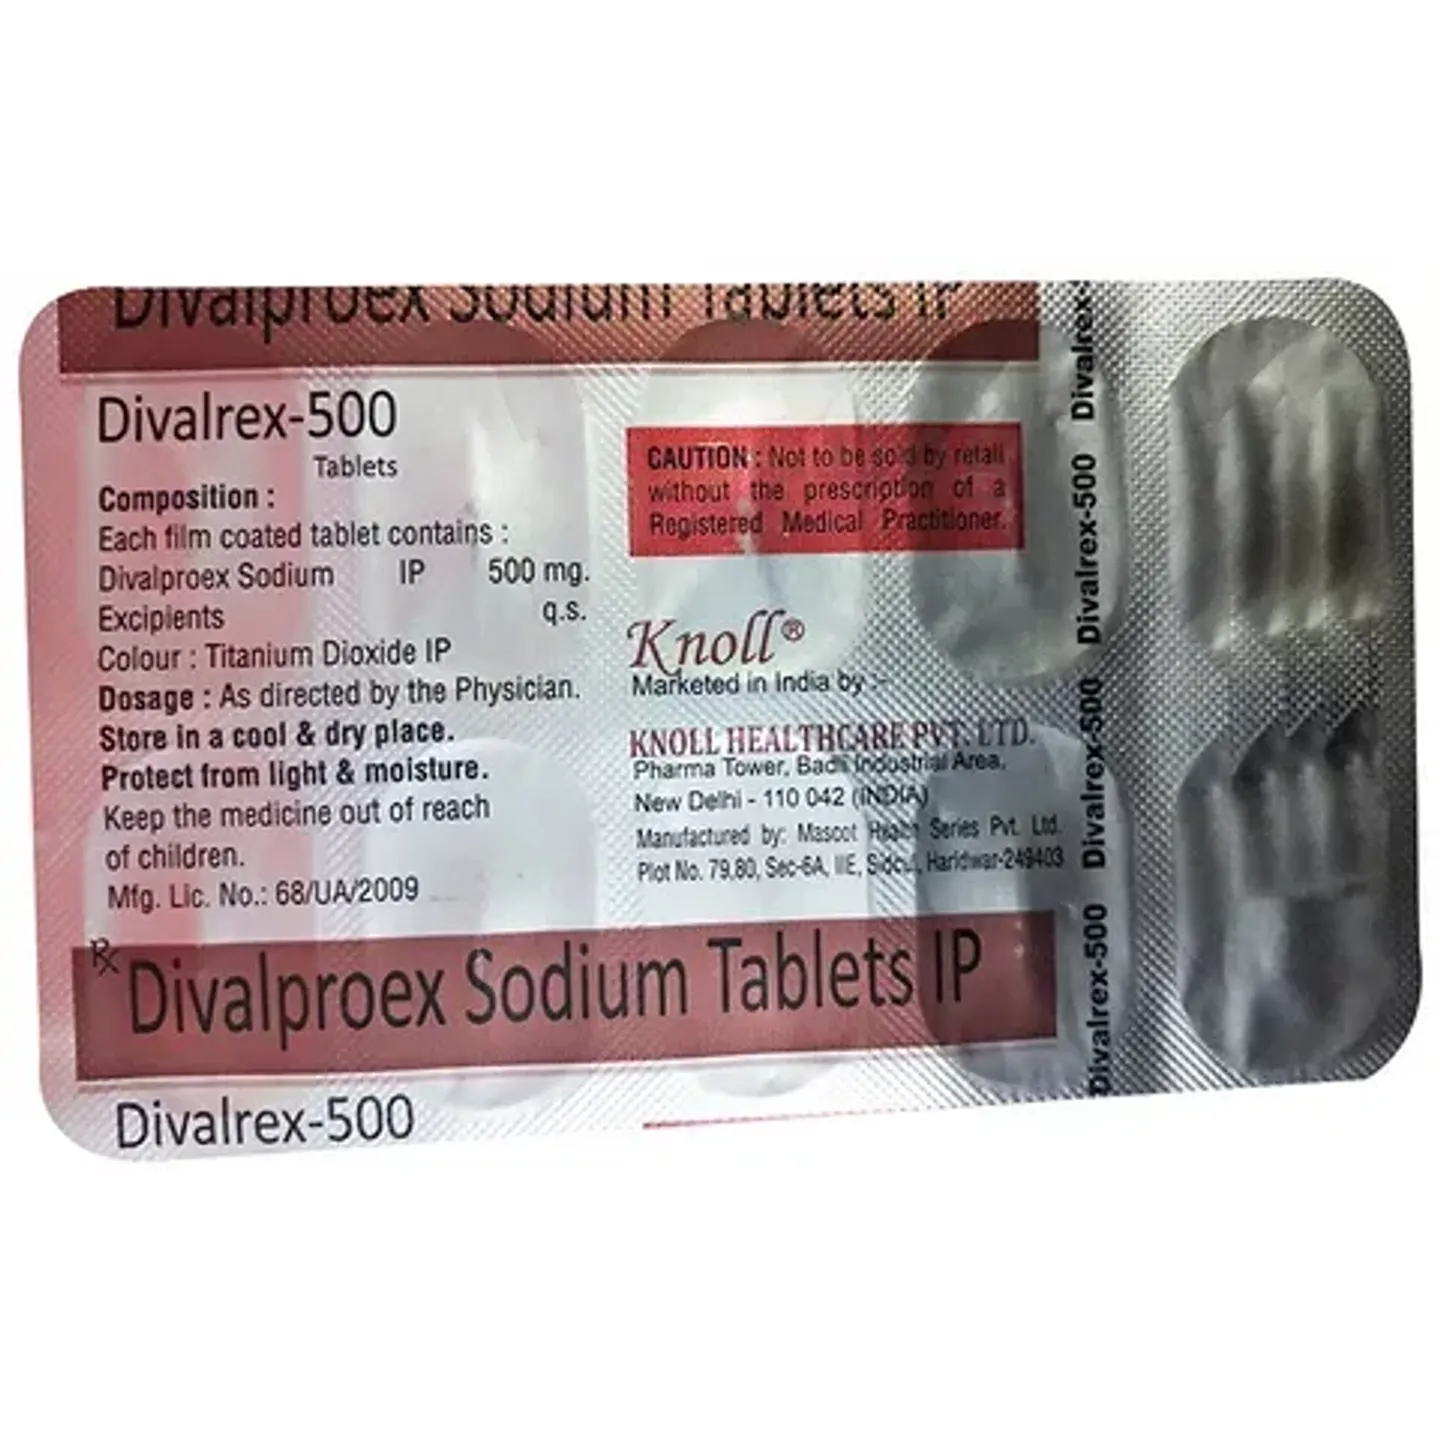 Divalproex Sodium Tablets IP
Divalrex-500
Tablets
Composition :
Each film coated tablet contains :
Divalproex Sodium IP 500 mg.
Excipients q.s.
Colour : Titanium Dioxide IP
Dosage : As directed by the Physician.
Store in a cool & dry place.
Protect from light & moisture.
Keep the medicine out of reach
of children.
Mfg. Lic. No.: 68/UA/2009
CAUTION : Not to be sold by retail
without the prescription of a
Registered Medical Practitioner.
Knoll®
Marketed in India by :-
KNOLL HEALTHCARE PVT. LTD.
Pharma Tower, Badli Industrial Area,
New Delhi - 110 042 (INDIA)
Manufactured by: Mascot Health Series Pvt. Ltd.
Plot No. 79,80, Sec-6A, IIE, Sidcul, Haridwar-249403
Rx Divalproex Sodium Tablets IP
Divalrex-500
Divalrex-500 Divalrex-500 Divalrex-500 Divalrex-